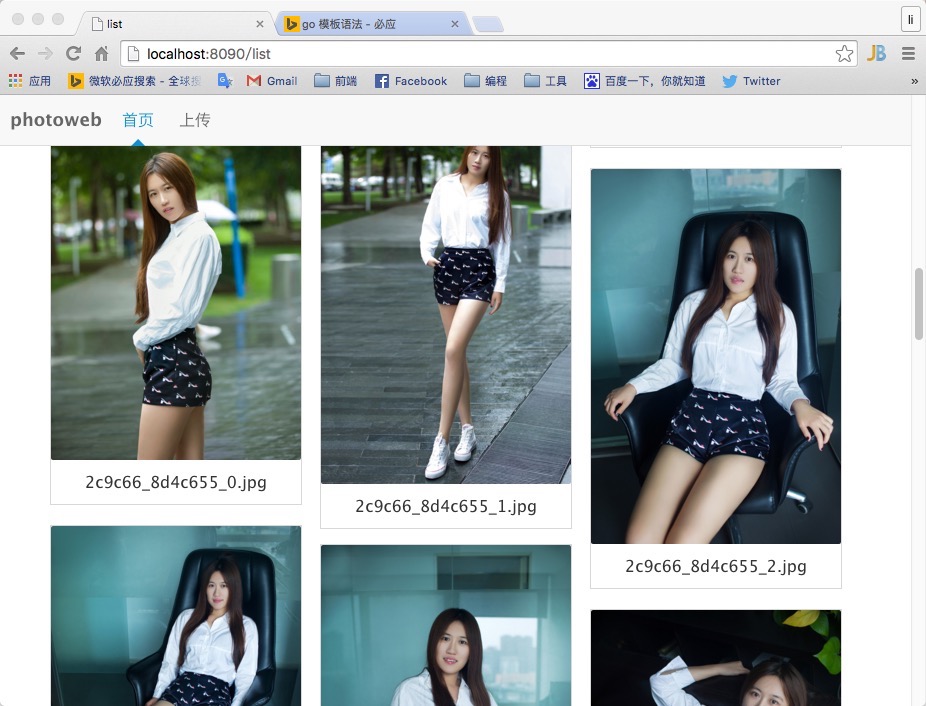 list
go 模板语法 - 必应
li
localhost:8090/list
应用
微软必应搜索 - 全球搜
Gmail
前端
Facebook
编程
工具
百度一下，你就知道
Twitter
photoweb 首页 上传
2c9c66_8d4c655_0.jpg
2c9c66_8d4c655_1.jpg
2c9c66_8d4c655_2.jpg